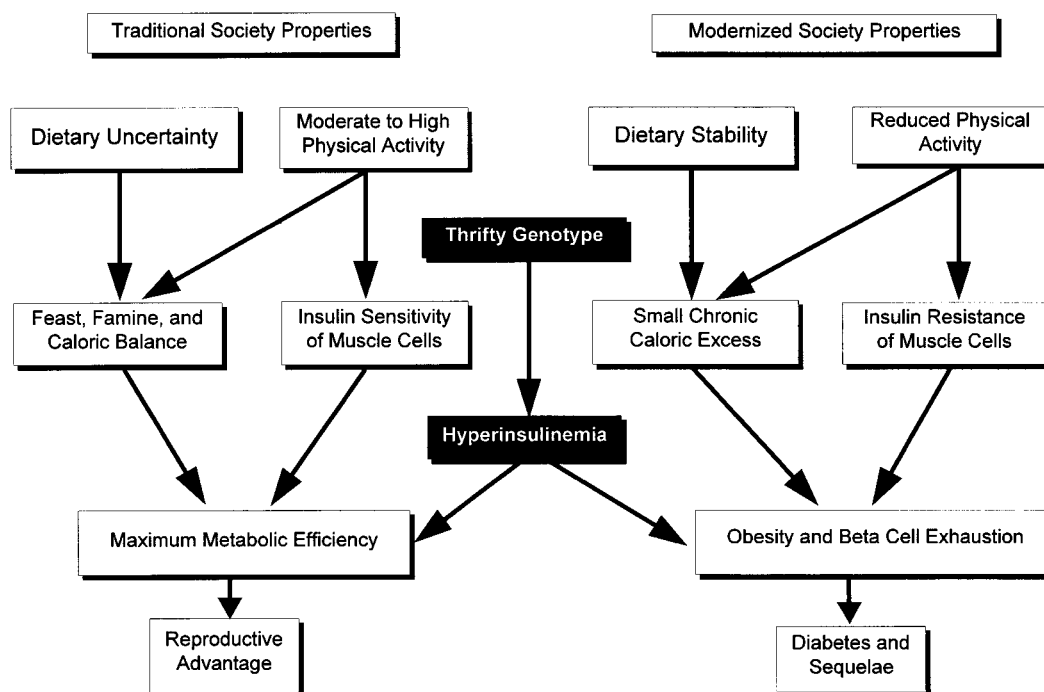 Traditional Society Properties
Modernized Society Properties
Dietary Uncertainty
Moderate to High
Physical Activity
Dietary Stability
Reduced Physical
Activity
Thrifty Genotype
Feast, Famine, and
Caloric Balance
Insulin Sensitivity
of Muscle Cells
Small Chronic
Caloric Excess
Insulin Resistance
of Muscle Cells
Hyperinsulinemia
Maximum Metabolic Efficiency
Obesity and Beta Cell Exhaustion
Reproductive
Advantage
Diabetes and
Sequelae